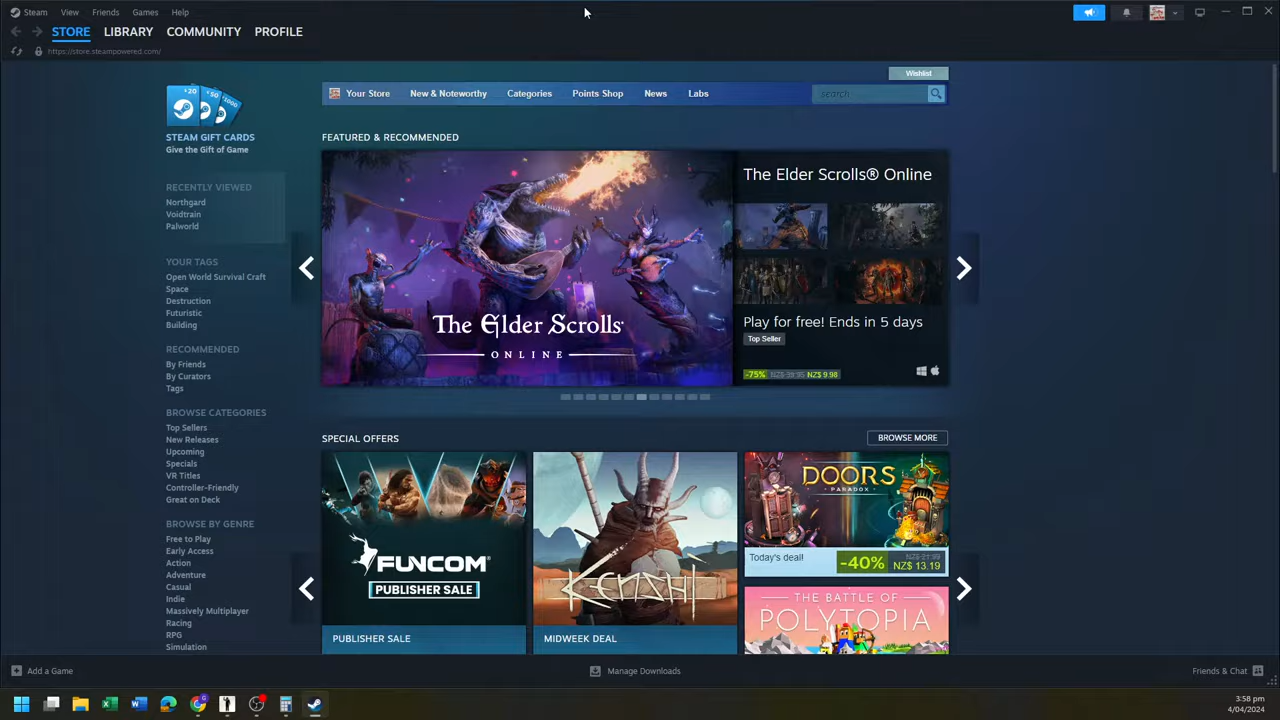 Steam View Friends Games Help
STORE LIBRARY COMMUNITY PROFILE
https://store.steampowered.com/
Wishlist
Your Store New & Noteworthy Categories Points Shop News Labs search
STEAM GIFT CARDS
Give the Gift of Game
RECENTLY VIEWED
Northgard
Voidtrain
Palworld
YOUR TAGS
Open World Survival Craft
Space
Destruction
Futuristic
Building
RECOMMENDED
By Friends
By Curators
Tags
BROWSE CATEGORIES
Top Sellers
New Releases
Upcoming
Specials
VR Titles
Controller-Friendly
Great on Deck
BROWSE BY GENRE
Free to Play
Early Access
Action
Adventure
Casual
Indie
Massively Multiplayer
Racing
RPG
Simulation
FEATURED & RECOMMENDED
The Elder Scrolls
ONLINE
The Elder Scrolls® Online
Play for free! Ends in 5 days
Top Seller
-75% NZ$ 39.95 NZ$ 9.98
SPECIAL OFFERS
BROWSE MORE
FUNCOM
PUBLISHER SALE
PUBLISHER SALE
KENSHI
MIDWEEK DEAL
DOORS
PARADOX
Today's deal!
-40%
NZ$ 21.99
NZ$ 13.19
THE BATTLE OF
POLYTOPIA
Add a Game
Manage Downloads
Friends & Chat
3:58 pm
4/04/2024